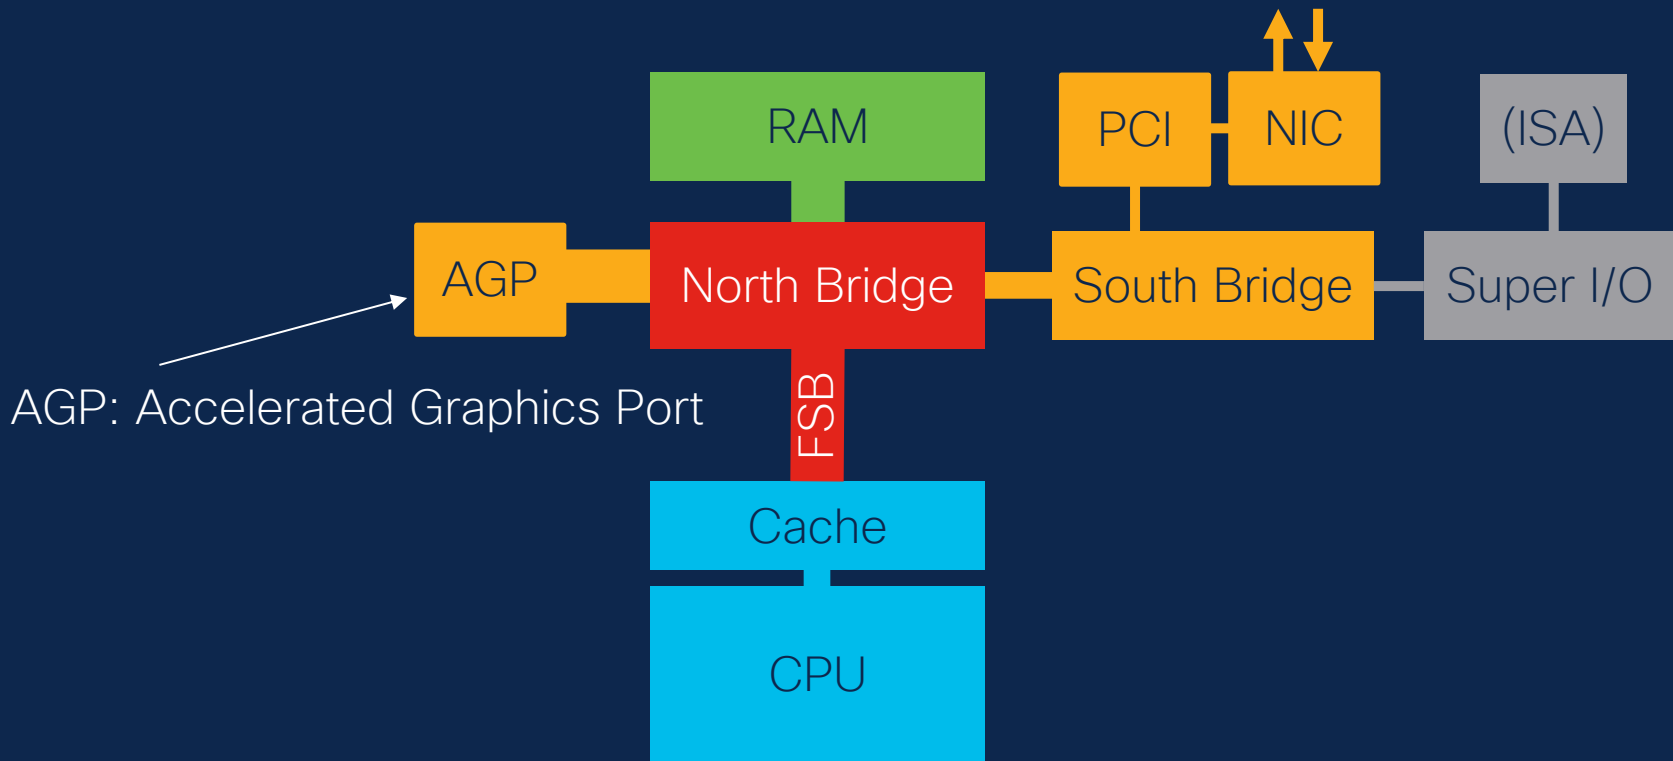 RAM
PCI
NIC
(ISA)
AGP
North Bridge
South Bridge
Super I/O
AGP: Accelerated Graphics Port
FSB
Cache
CPU